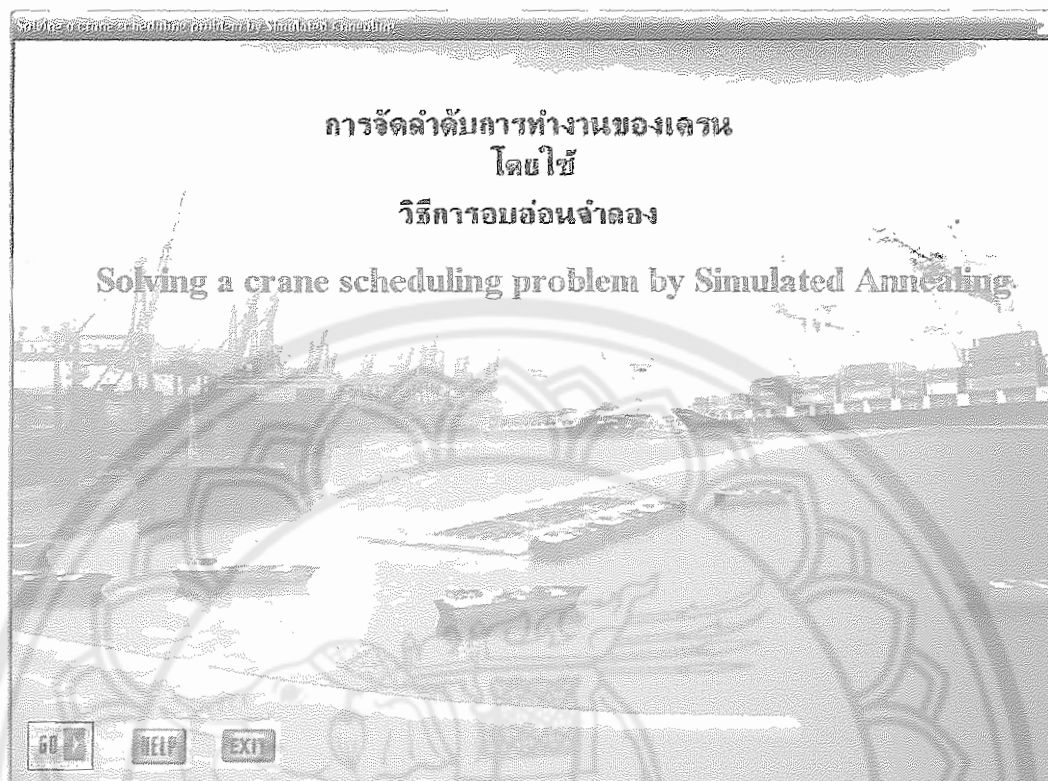 Solving a crane scheduling problem by Simulated Annealing
การจัดลำดับการทำงานของเครน
โดยใช้
วิธีการอบอ่อนจำลอง
Solving a crane scheduling problem by Simulated Annealing
GO
HELP
EXIT